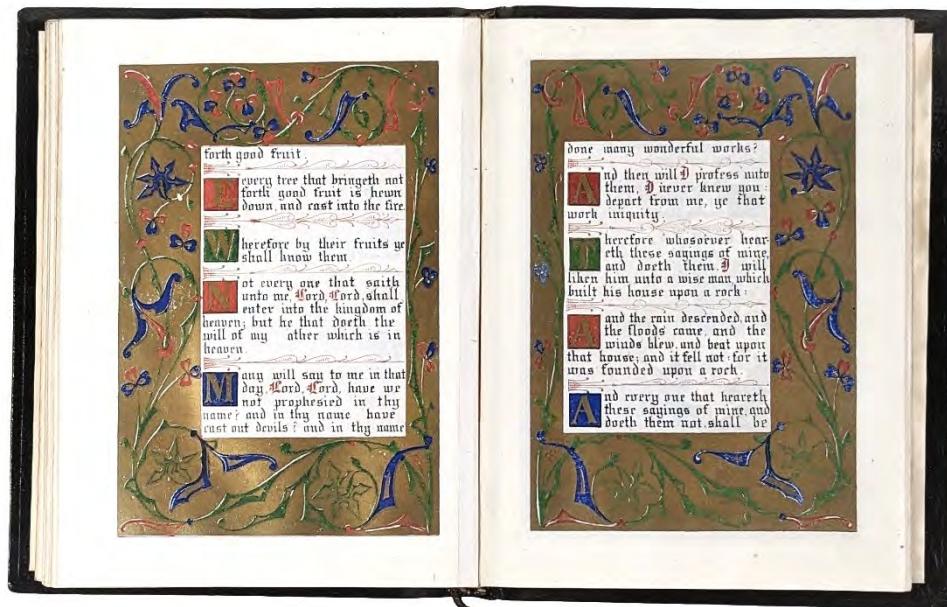 forth good fruit.
E every tree that bringeth not
forth good fruit is hewn
down, and cast into the fire.
Wherefore by their fruits ye
shall know them.
Not every one that saith
unto me, Lord, Lord, shall
enter into the kingdom of
heaven; but he that doeth the
will of my ather which is in
heaven.
Many will say to me in that
day, Lord, Lord, have we
not prophesied in thy
name? and in thy name have
cast out devils? and in thy name
done many wonderful works?
And then will I profess unto
them, I never knew you:
depart from me, ye that
work iniquity.
Therefore whosoever hear-
eth these sayings of mine,
and doeth them, I will
liken him unto a wise man, which
built his house upon a rock:
A and the rain descended, and
the floods came, and the
winds blew, and beat upon
that house; and it fell not: for it
was founded upon a rock.
And every one that heareth
these sayings of mine, and
doeth them not, shall be